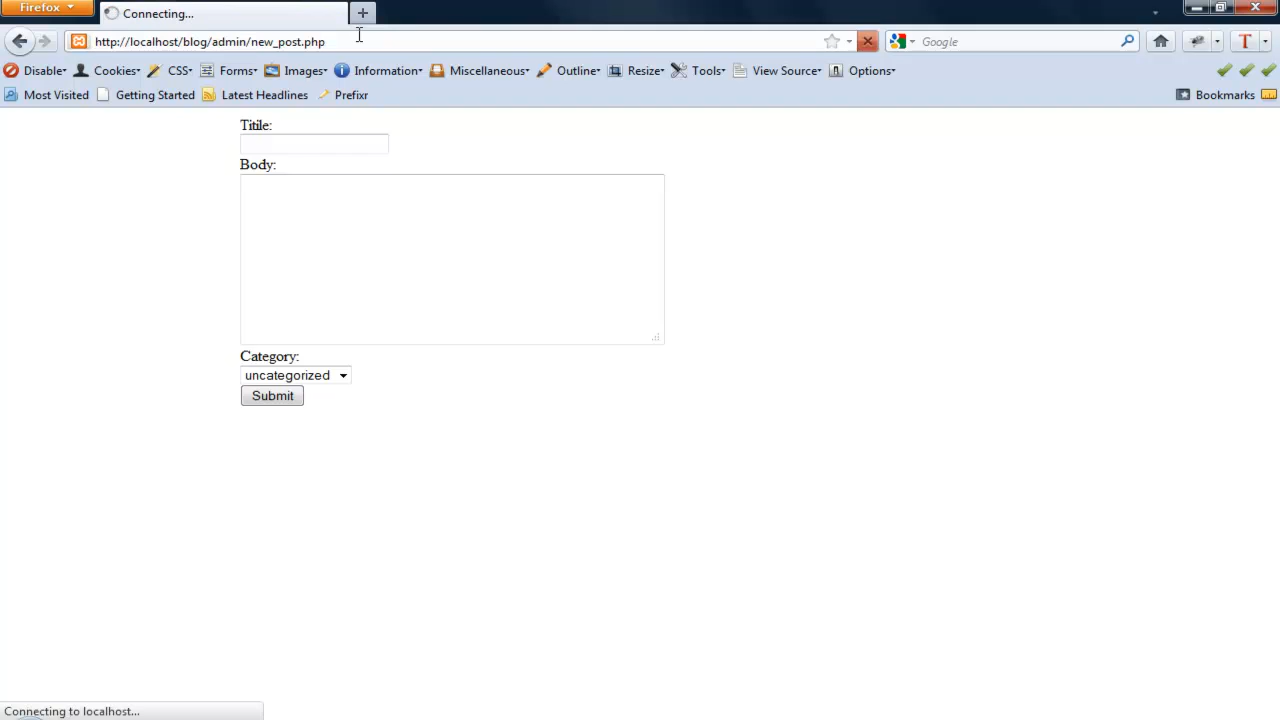 Firefox
Connecting...
http://localhost/blog/admin/new_post.php
Google
Disable Cookies CSS Forms Images Information Miscellaneous Outline Resize Tools View Source Options
Most Visited Getting Started Latest Headlines Prefixr Bookmarks
Titile:
Body:
Category:
uncategorized
Submit
Connecting to localhost...